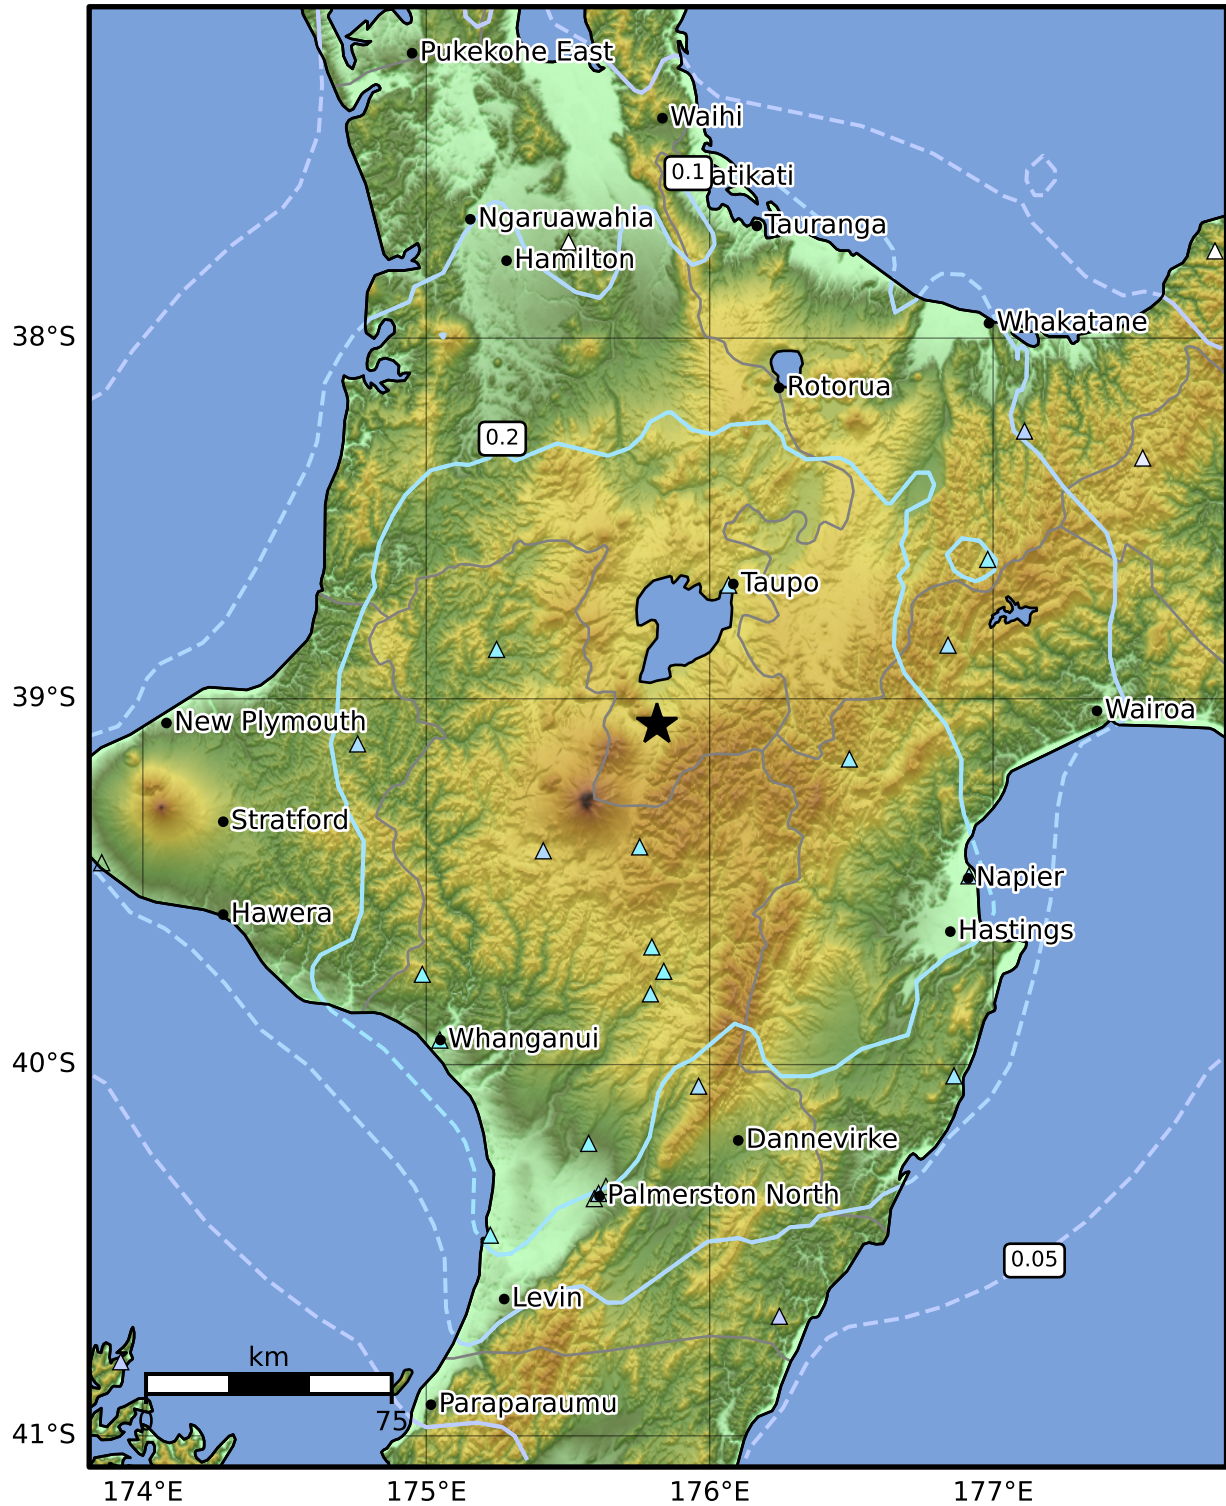 Pukekohe East
Waihi
0.1
atikati
Ngaruawahia
Tauranga
Hamilton
Whakatane
38°S
Rotorua
0.2
Taupo
39°S
Wairoa
New Plymouth
Stratford
Napier
Hawera
Hastings
Whanganui
40°S
Dannevirke
Palmerston North
0.05
Levin
km
75
Paraparaumu
41°S
174°E
175°E
176°E
177°E